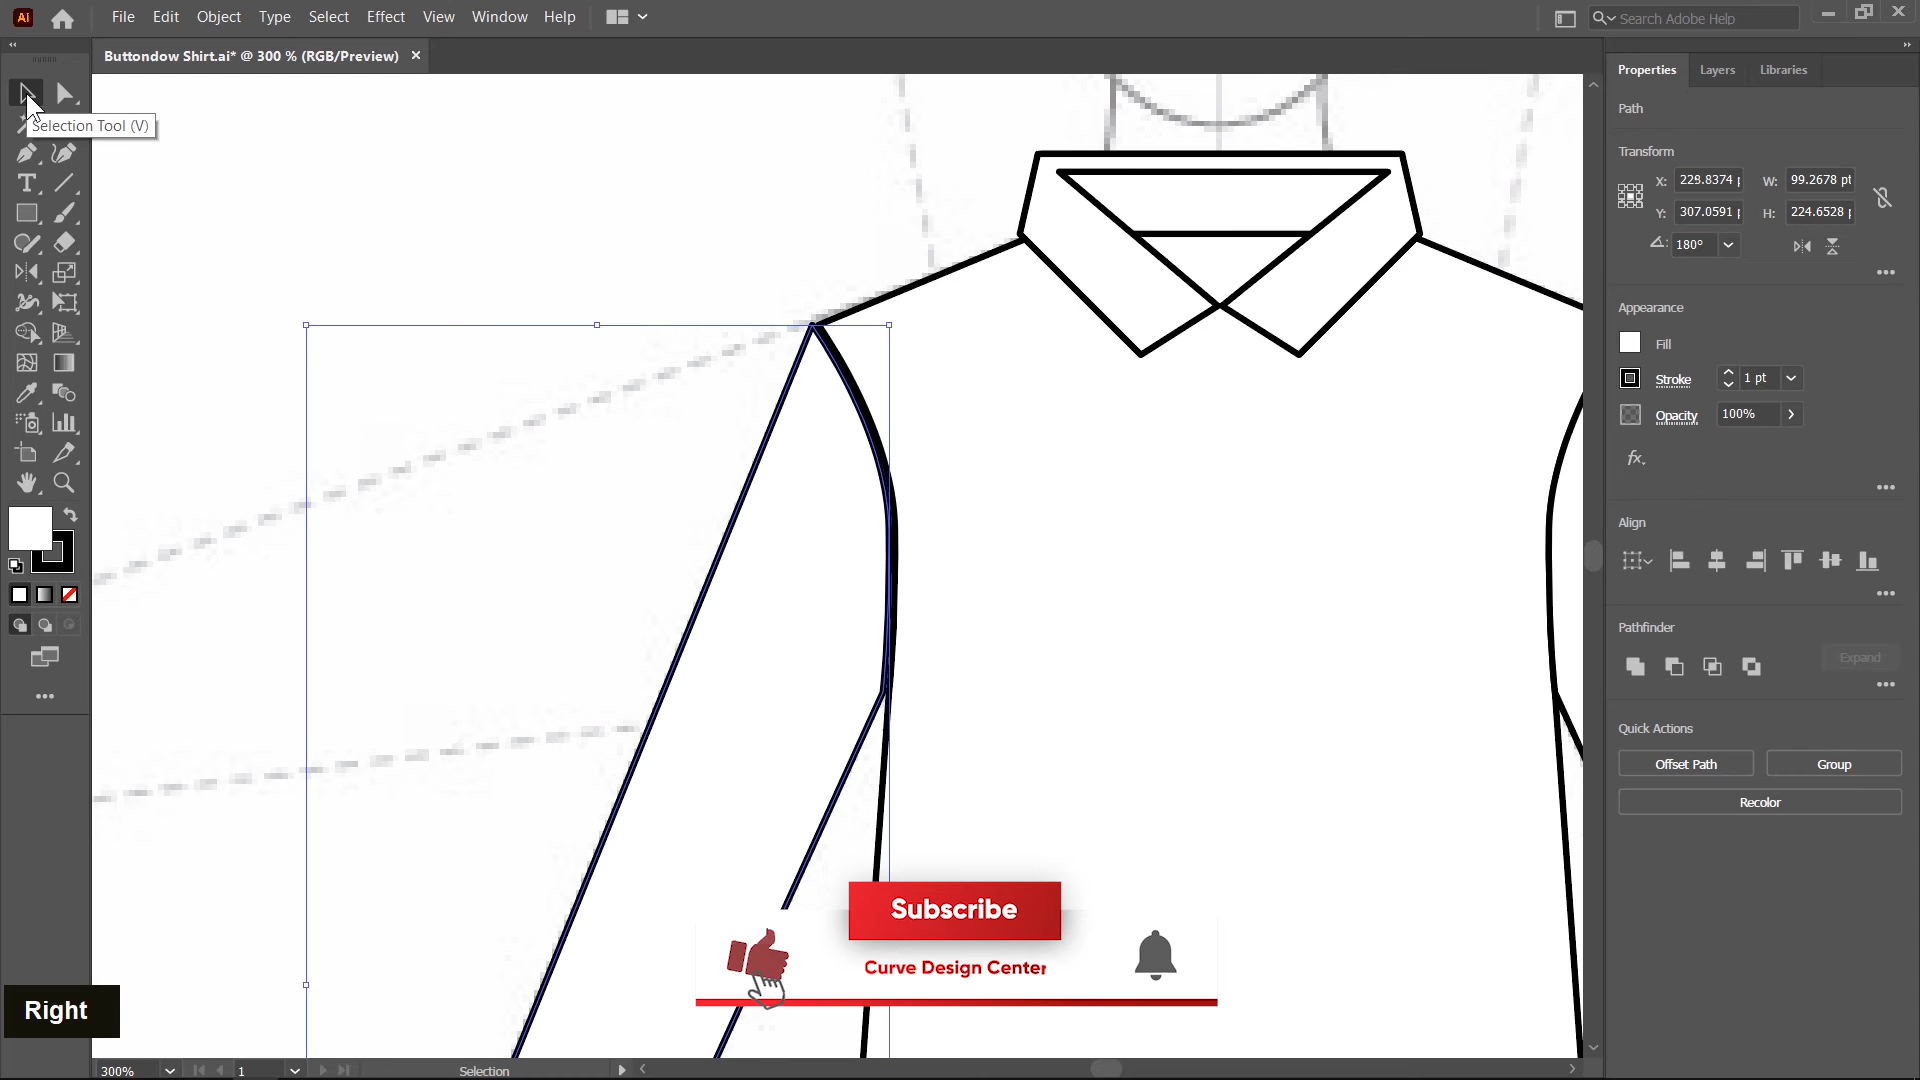 Ai File Edit Object Type Select Effect View Window Help Search Adobe Help
Buttondow Shirt.ai* @ 300 % (RGB/Preview) ×
Selection Tool (V)
Properties Layers Libraries
Path
Transform
X: 229.8374 W: 99.2678 pt
Y: 307.0591 H: 224.6528 pt
180°
Appearance
Fill
Stroke 1 pt
Opacity 100%
fx.
Align
Pathfinder
Expand
Quick Actions
Offset Path Group
Recolor
Subscribe
Curve Design Center
Right
300% 1 Selection